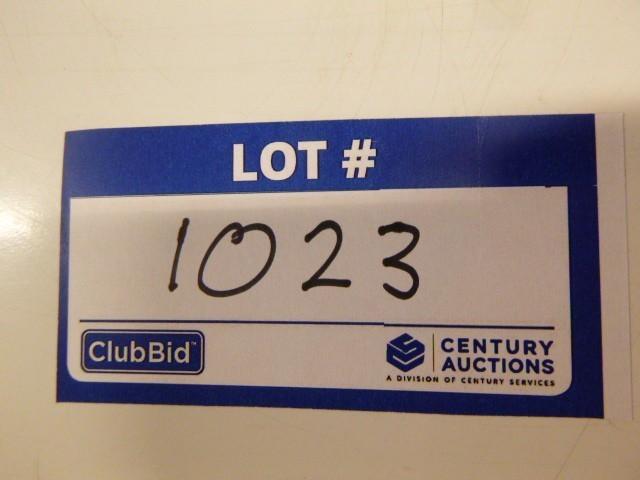 LOT #
1023
ClubBid™
CENTURY
AUCTIONS
A DIVISION OF CENTURY SERVICES